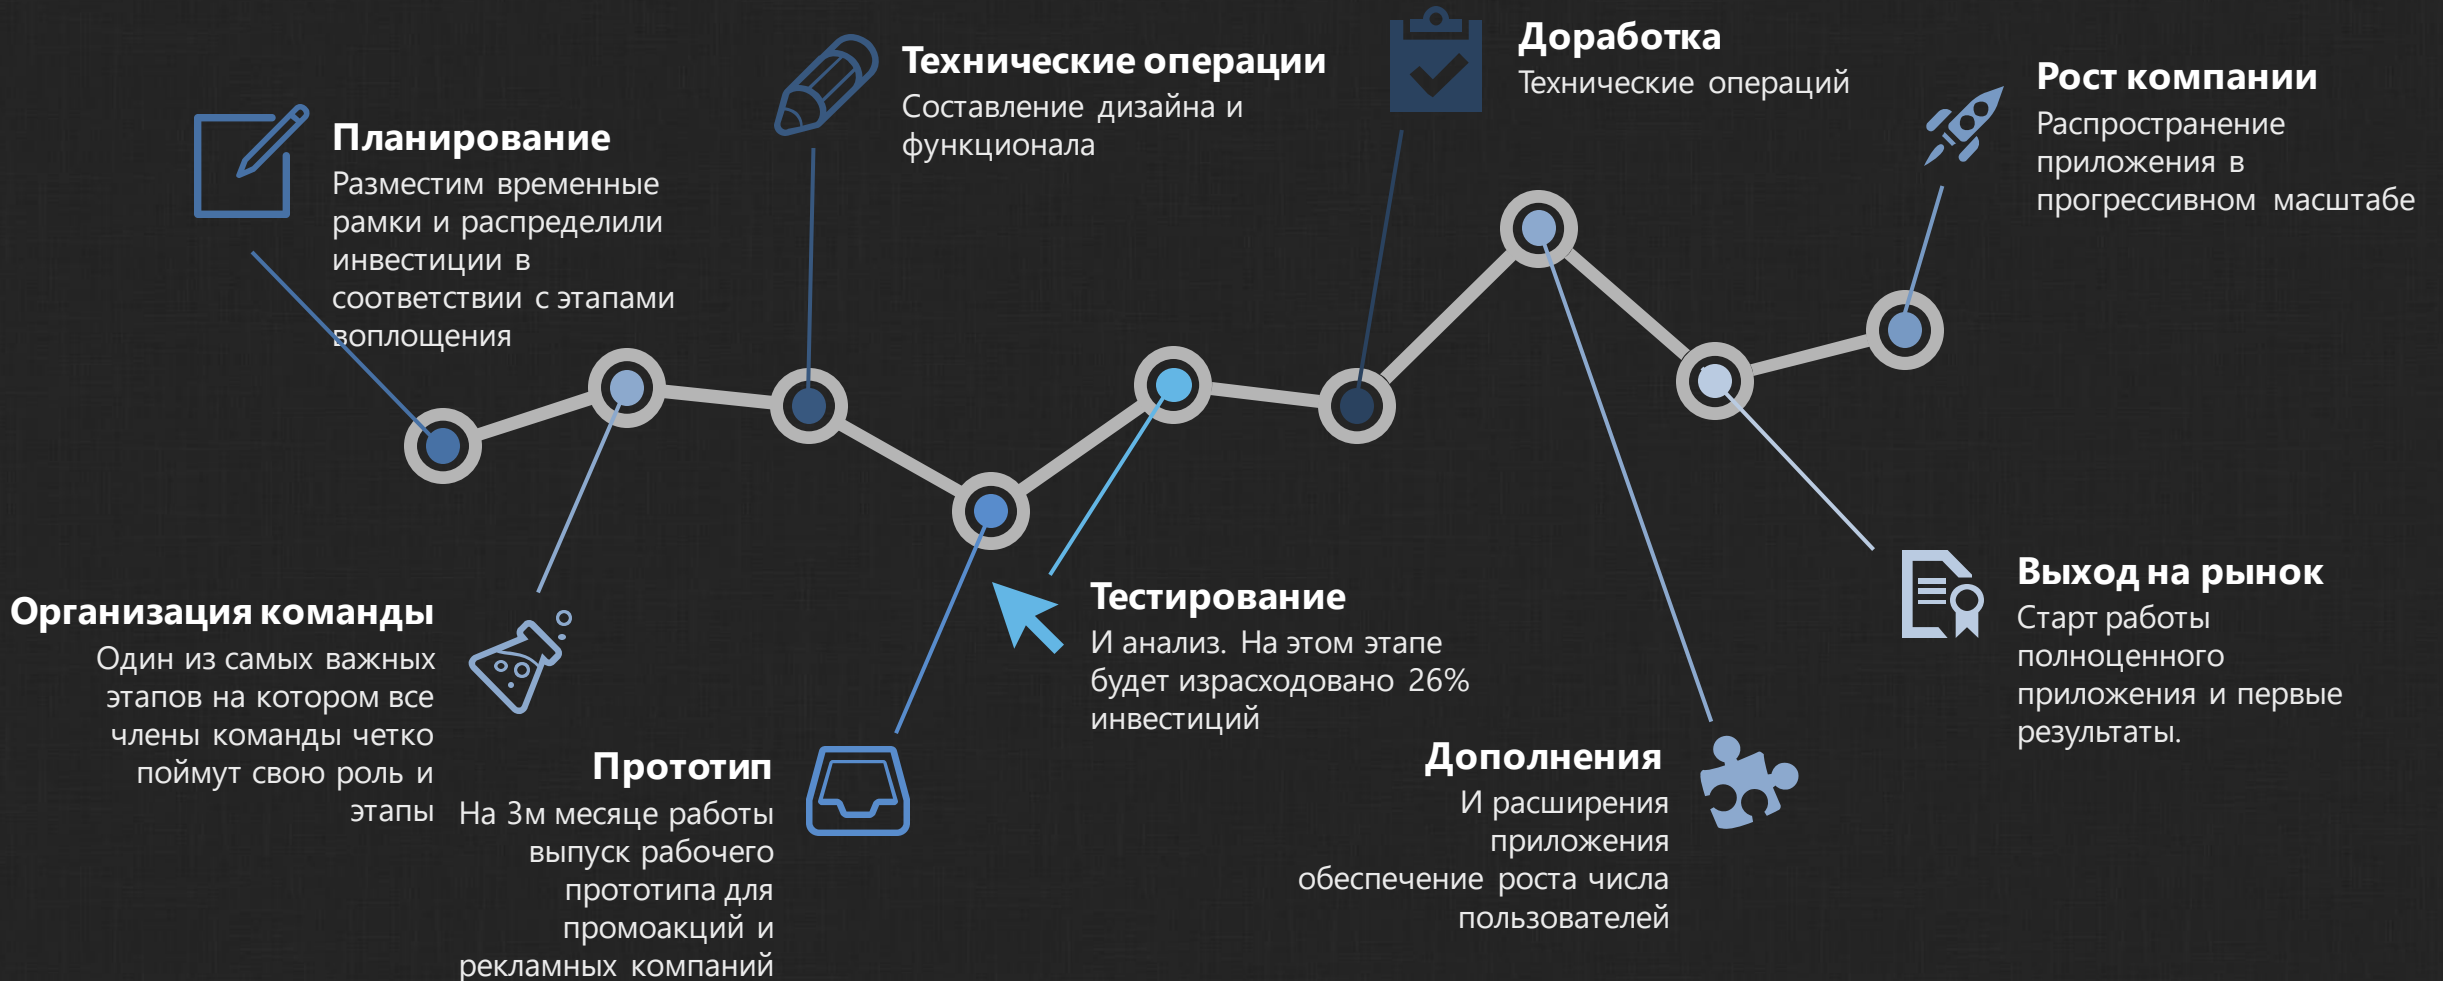 Планирование
Разместим временные
рамки и распределили
инвестиции в
соответствии с этапами
воплощения
Организация команды
Один из самых важных
этапов на котором все
члены команды четко
поймут свою роль и
этапы
Технические операции
Составление дизайна и
функционала
Прототип
На 3м месяце работы
выпуск рабочего
прототипа для
промоакций и
рекламных компаний
Тестирование
И анализ. На этом этапе
будет израсходовано 26%
инвестиций
Доработка
Технические операций
Дополнения
И расширения
приложения
обеспечение роста числа
пользователей
Выход на рынок
Старт работы
полноценного
приложения и первые
результаты.
Рост компании
Распространение
приложения в
прогрессивном масштабе